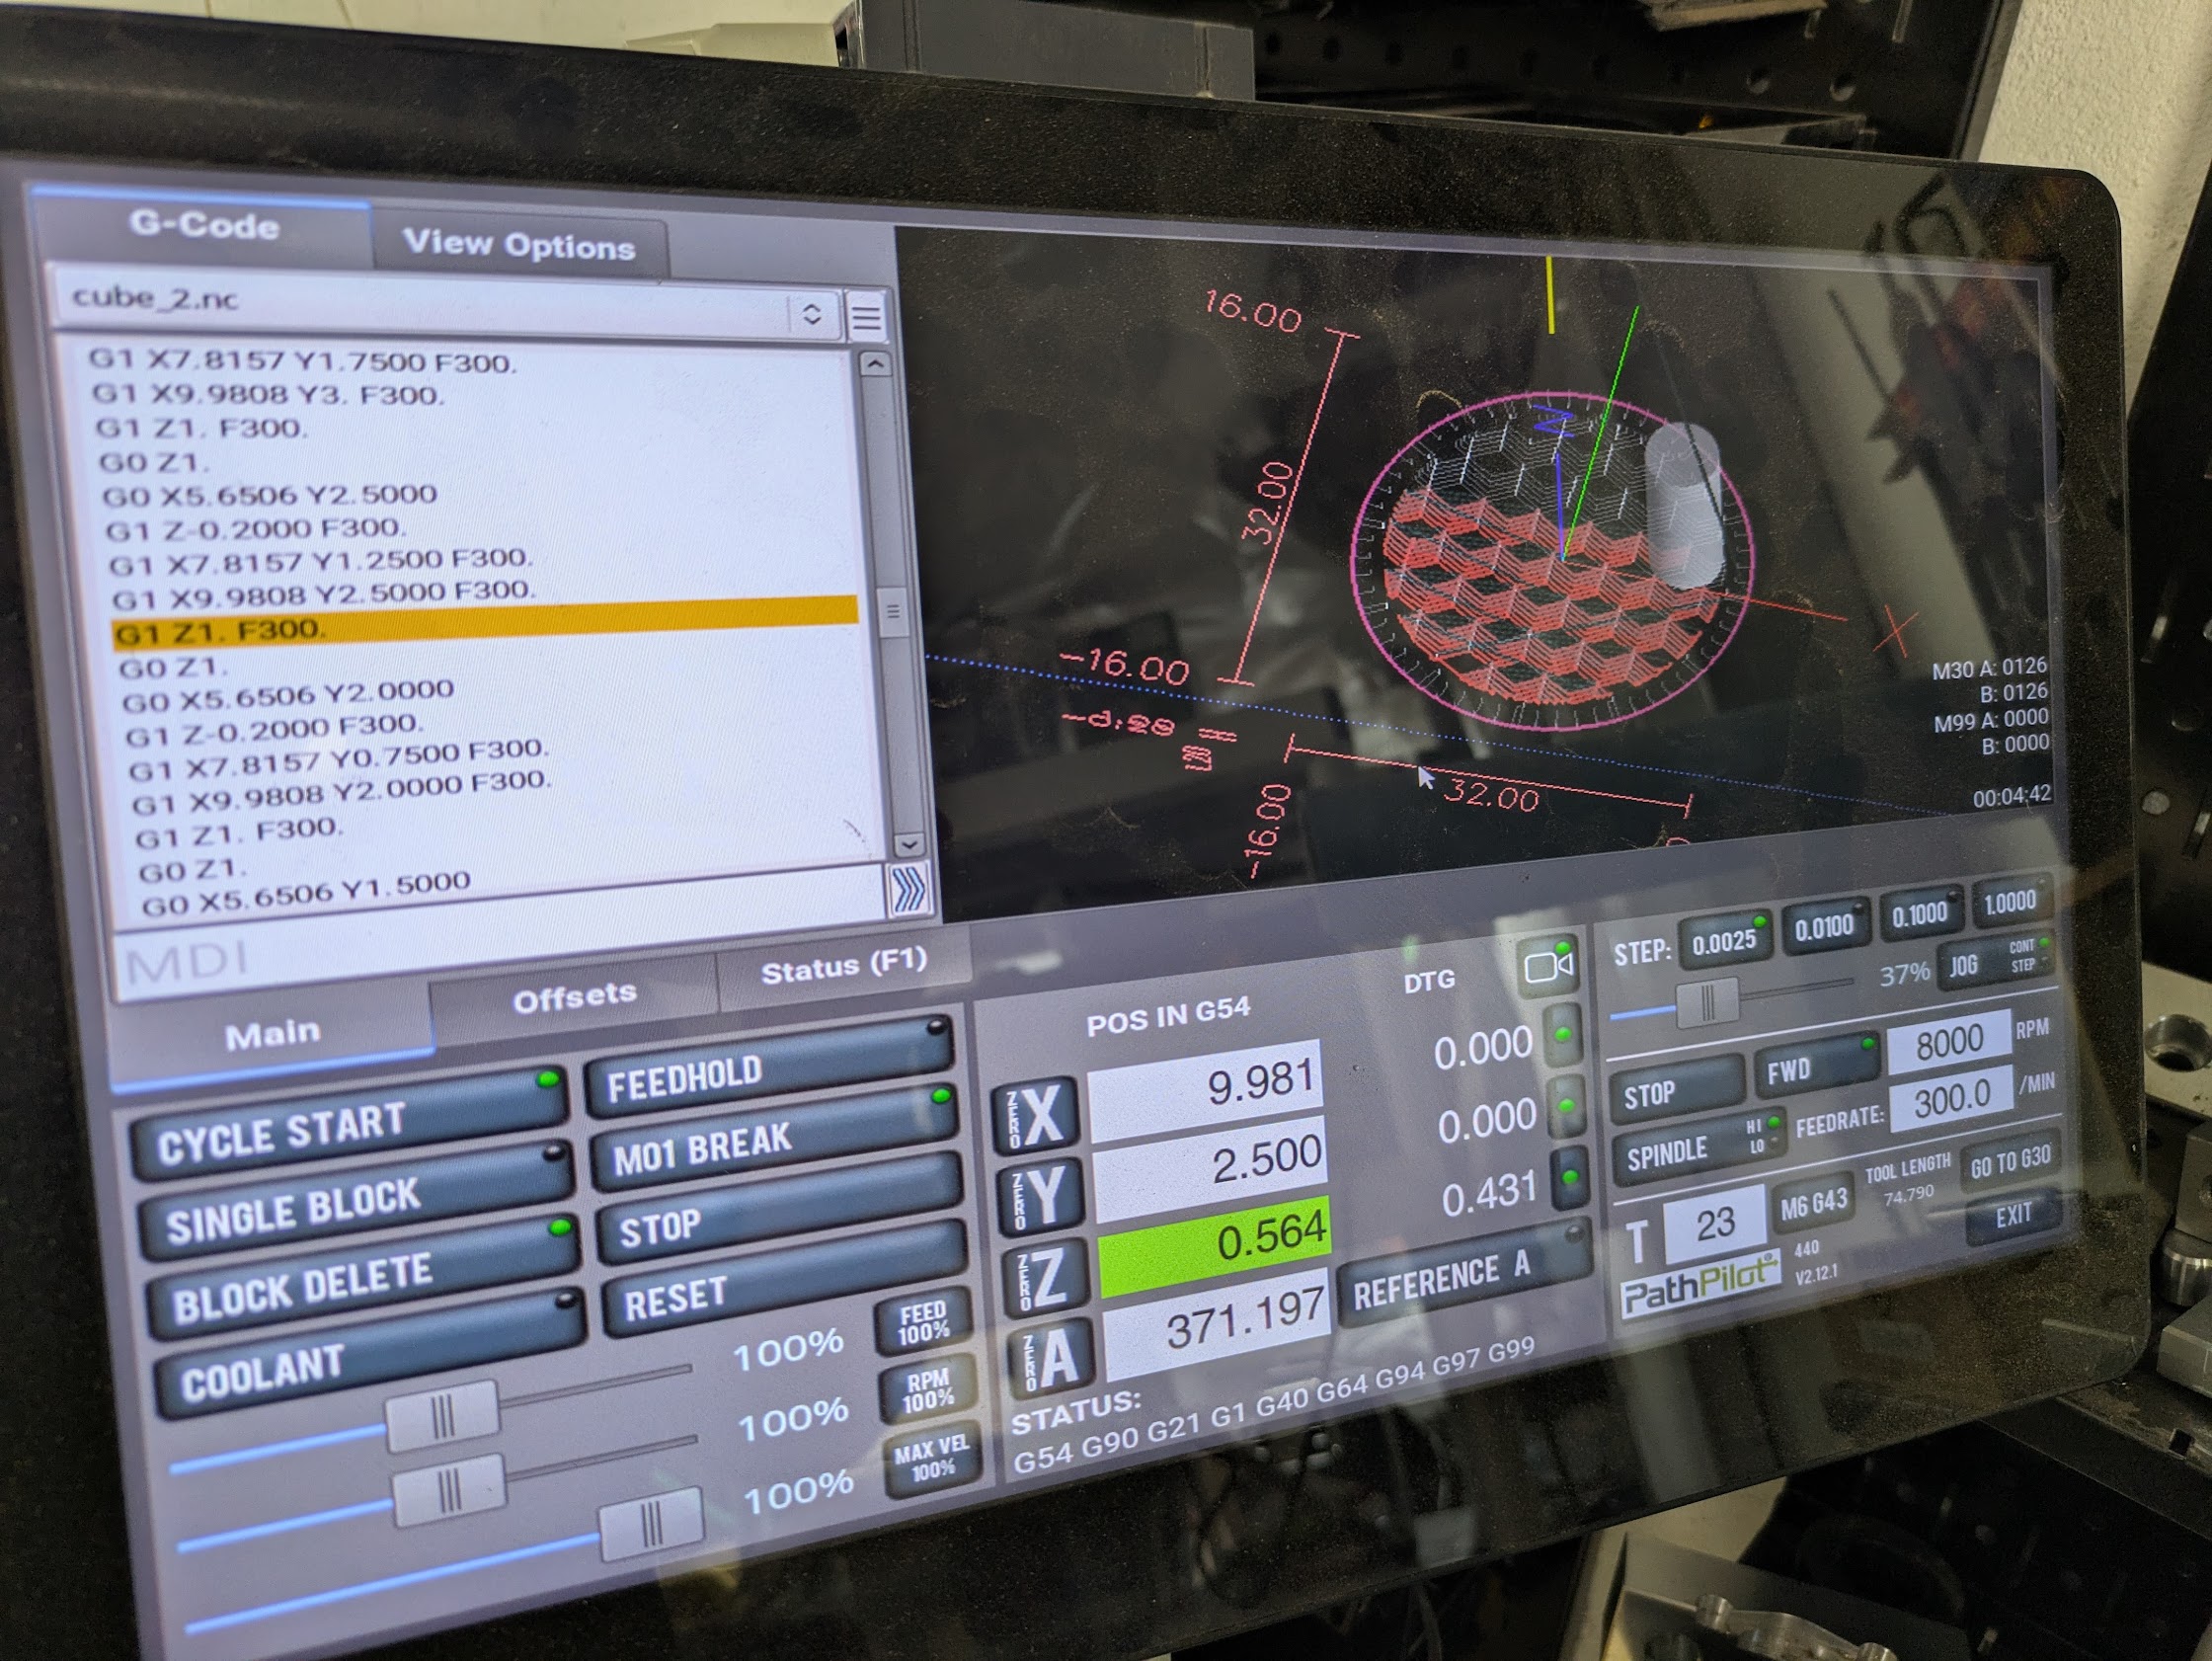 G-Code
View Options
cube_2.nc
G1 X7.8157 Y1.7500 F300.
G1 X9.9808 Y3. F300.
G1 Z1. F300.
G0 Z1.
G0 X5.6506 Y2.5000
G1 Z-0.2000 F300.
G1 X7.8157 Y1.2500 F300.
G1 X9.9808 Y2.5000 F300.
G1 Z1. F300.
G0 Z1.
G0 X5.6506 Y2.0000
G1 Z-0.2000 F300.
G1 X7.8157 Y0.7500 F300.
G1 X9.9808 Y2.0000 F300.
G1 Z1. F300.
G0 Z1.
G0 X5.6506 Y1.5000
MDI
16.00
32.00
-16.00
-16.00
32.00
Z
X
M30 A: 0126
B: 0126
M99 A: 0000
B: 0000
00:04:42
Main
Offsets
Status (F1)
CYCLE START
SINGLE BLOCK
BLOCK DELETE
COOLANT
FEEDHOLD
M01 BREAK
STOP
RESET
100%
FEED 100%
100%
RPM 100%
100%
MAX VEL 100%
POS IN G54
DTG
ZERO X 9.981 0.000
ZERO Y 2.500 0.000
ZERO Z 0.564 0.431
ZERO A 371.197
REFERENCE A
STATUS:
G54 G90 G21 G1 G40 G64 G94 G97 G99
STEP: 0.0025 0.0100 0.1000 1.0000
37%
JOG
CONT
STEP
STOP
FWD
8000 RPM
SPINDLE
HI
LO
FEEDRATE: 300.0 /MIN
T 23
M6 G43
TOOL LENGTH
74.790
GO TO G30
PathPilot
440
V2.12.1
EXIT